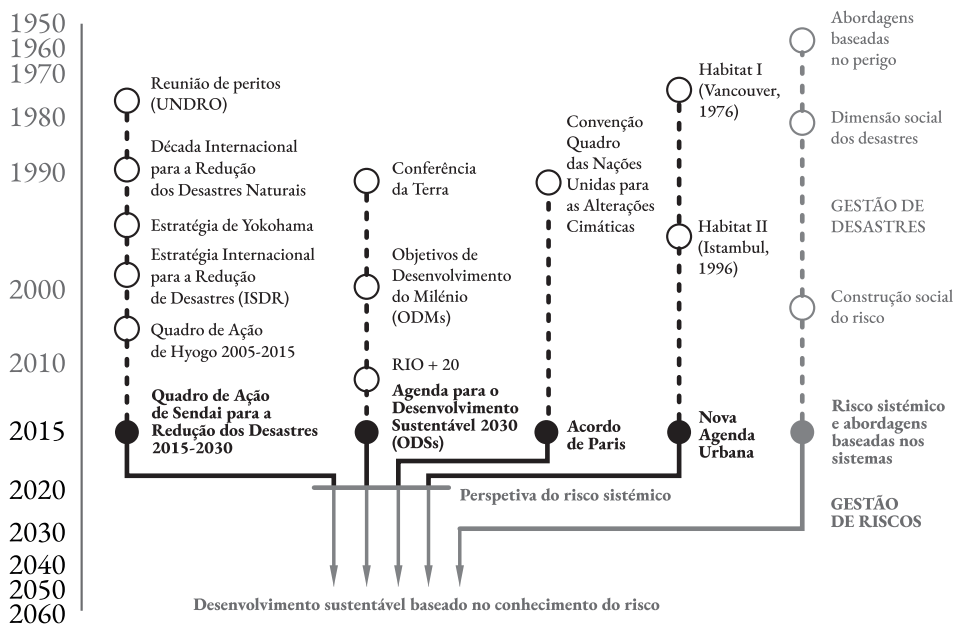 1950
1960
1970
1980
1990
2000
2010
2015
2020
2030
2040
2050
2060
Reunião de peritos
(UNDRO)
Década Internacional
para a Redução
dos Desastres Naturais
Estratégia de Yokohama
Estratégia Internacional
para a Redução
de Desastres (ISDR)
Quadro de Ação
de Hyogo 2005-2015
Quadro de Ação
de Sendai para a
Redução dos Desastres
2015-2030
Conferência
da Terra
Objetivos de
Desenvolvimento
do Milénio
(ODMs)
RIO + 20
Agenda para o
Desenvolvimento
Sustentável 2030
(ODSs)
Convenção
Quadro
das Nações
Unidas para
as Alterações
Cimáticas
Acordo
de Paris
Habitat I
(Vancouver,
1976)
Habitat II
(Istambul,
1996)
Nova
Agenda
Urbana
Abordagens
baseadas
no perigo
Dimensão social
dos desastres
GESTÃO DE
DESASTRES
Construção social
do risco
Risco sistémico
e abordagens
baseadas nos
sistemas
GESTÃO
DE RISCOS
Perspetiva do risco sistémico
Desenvolvimento sustentável baseado no conhecimento do risco